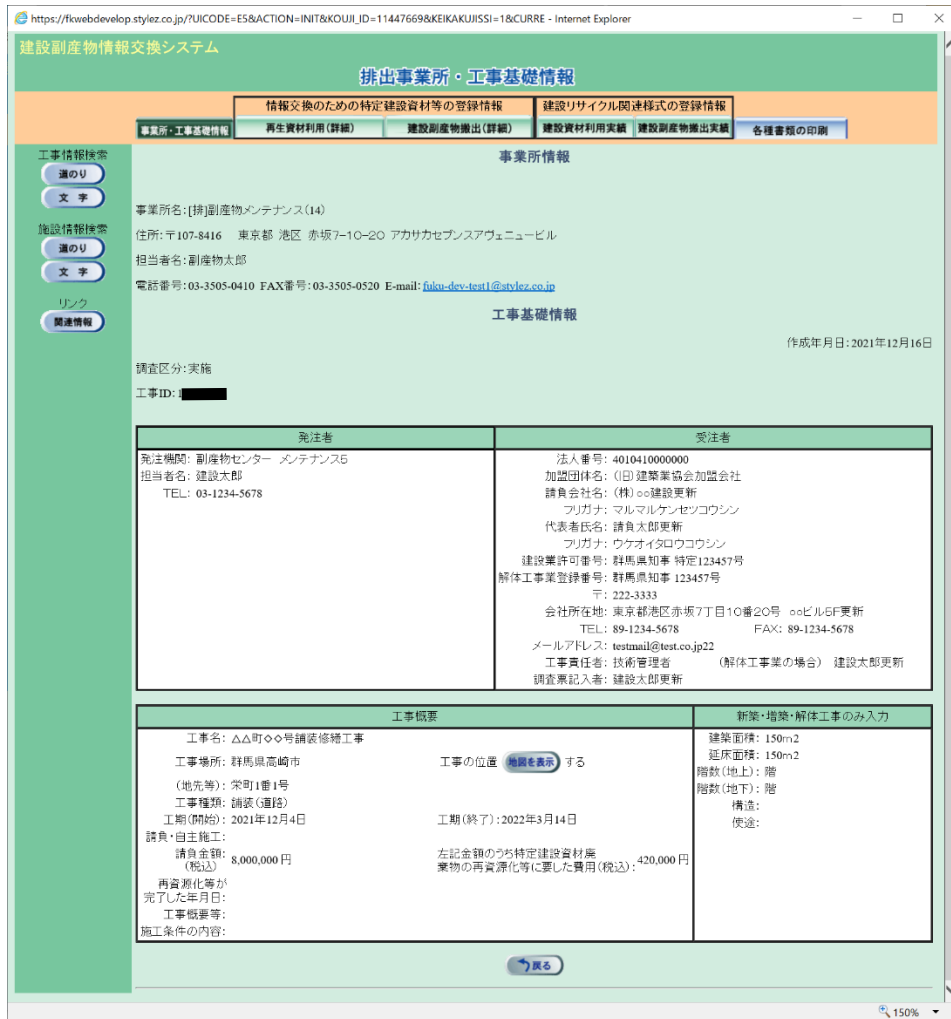 https://fkwebdevelop.stylez.co.jp/?UICODE=E5&ACTION=INIT&KOUJI_ID=11447669&KEIKAKUJISSI=1&CURRE - Internet Explorer
建設副産物情報交換システム
排出事業所・工事基礎情報
情報交換のための特定建設資材等の登録情報 建設リサイクル関連様式の登録情報
事業所・工事基礎情報 再生資材利用(詳細) 建設副産物搬出(詳細) 建設資材利用実績 建設副産物搬出実績 各種書類の印刷
工事情報検索
道のり
文字
施設情報検索
道のり
文字
リンク
関連情報
事業所情報
事業所名:[排]副産物メンテナンス(14)
住所:〒107-8416 東京都 港区 赤坂7-10-20 アカサカセブンスアヴェニュービル
担当者名:副産物太郎
電話番号:03-3505-0410 FAX番号:03-3505-0520 E-mail:fuku-dev-test1@stylez.co.jp
工事基礎情報
作成年月日:2021年12月16日
調査区分:実施
工事ID:1
発注者
発注機関: 副産物センター メンテナンス5
担当者名: 建設太郎
TEL: 03-1234-5678
受注者
法人番号: 4010410000000
加盟団体名: (旧)建築業協会加盟会社
請負会社名: (株)○○建設更新
フリガナ: マルマルケンセツコウシン
代表者氏名: 請負太郎更新
フリガナ: ウケオイタロウコウシン
建設業許可番号: 群馬県知事 特定123457号
解体工事業登録番号: 群馬県知事 123457号
〒: 222-3333
会社所在地: 東京都港区赤坂7丁目10番20号 ○○ビル5F更新
TEL: 89-1234-5678 FAX: 89-1234-5678
メールアドレス: testmail@test.co.jp22
工事責任者: 技術管理者 (解体工事業の場合) 建設太郎更新
調査票記入者: 建設太郎更新
工事概要
工事名: △△町◇◇号舗装修繕工事
工事場所: 群馬県高崎市 工事の位置 地図を表示 する
(地先等): 栄町1番1号
工事種類: 舗装(道路)
工期(開始): 2021年12月4日 工期(終了):2022年3月14日
請負・自主施工:
請負金額:
(税込) 8,000,000 円
左記金額のうち特定建設資材廃
棄物の再資源化等に要した費用(税込): 420,000 円
再資源化等が
完了した年月日:
工事概要等:
施工条件の内容:
新築・増築・解体工事のみ入力
建築面積: 150m2
延床面積: 150m2
階数(地上): 階
階数(地下): 階
構造:
使途:
戻る
150%